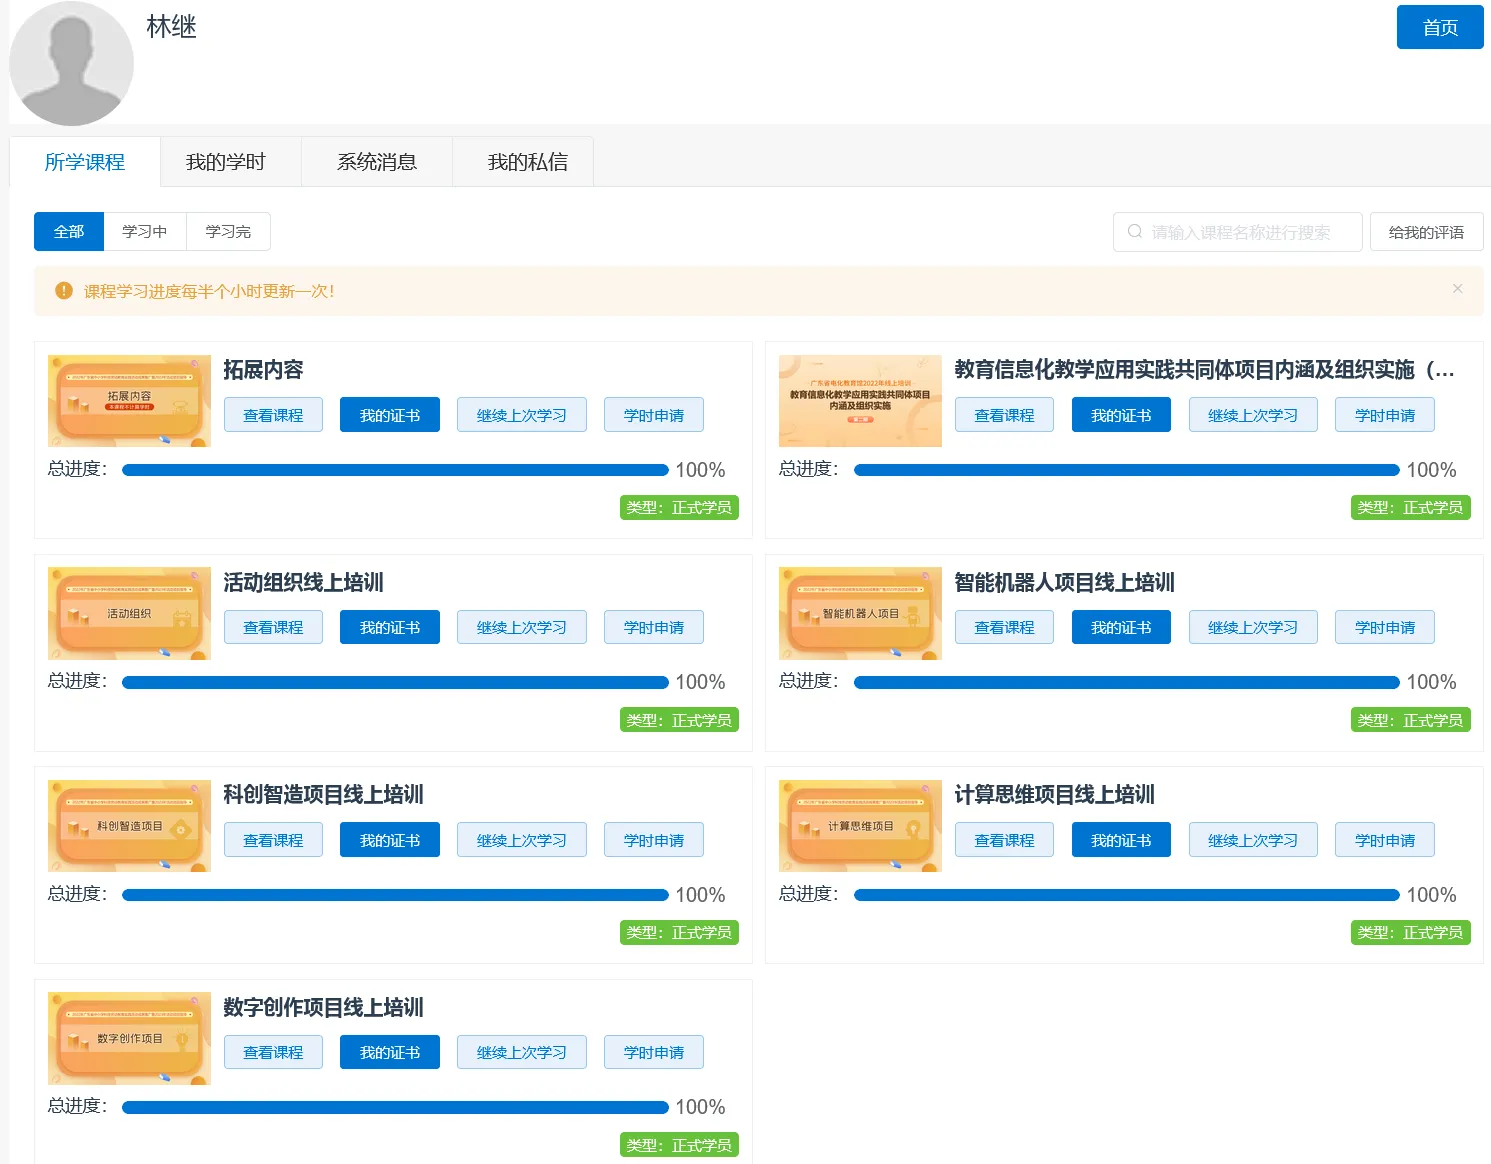 林继
首页
所学课程
我的学时
系统消息
我的私信
全部
学习中
学习完
请输入课程名称进行搜索
给我的评语
课程学习进度每半个小时更新一次！
拓展内容
本课程不计算学时
拓展内容
查看课程
我的证书
继续上次学习
学时申请
总进度：
100%
类型：正式学员
广东省电化教育馆2022年线上培训
教育信息化教学应用实践共同体项目
内涵及组织实施
教育信息化教学应用实践共同体项目内涵及组织实施（...
查看课程
我的证书
继续上次学习
学时申请
总进度：
100%
类型：正式学员
活动组织
活动组织线上培训
查看课程
我的证书
继续上次学习
学时申请
总进度：
100%
类型：正式学员
智能机器人项目
智能机器人项目线上培训
查看课程
我的证书
继续上次学习
学时申请
总进度：
100%
类型：正式学员
科创智造项目
科创智造项目线上培训
查看课程
我的证书
继续上次学习
学时申请
总进度：
100%
类型：正式学员
计算思维项目
计算思维项目线上培训
查看课程
我的证书
继续上次学习
学时申请
总进度：
100%
类型：正式学员
数字创作项目
数字创作项目线上培训
查看课程
我的证书
继续上次学习
学时申请
总进度：
100%
类型：正式学员